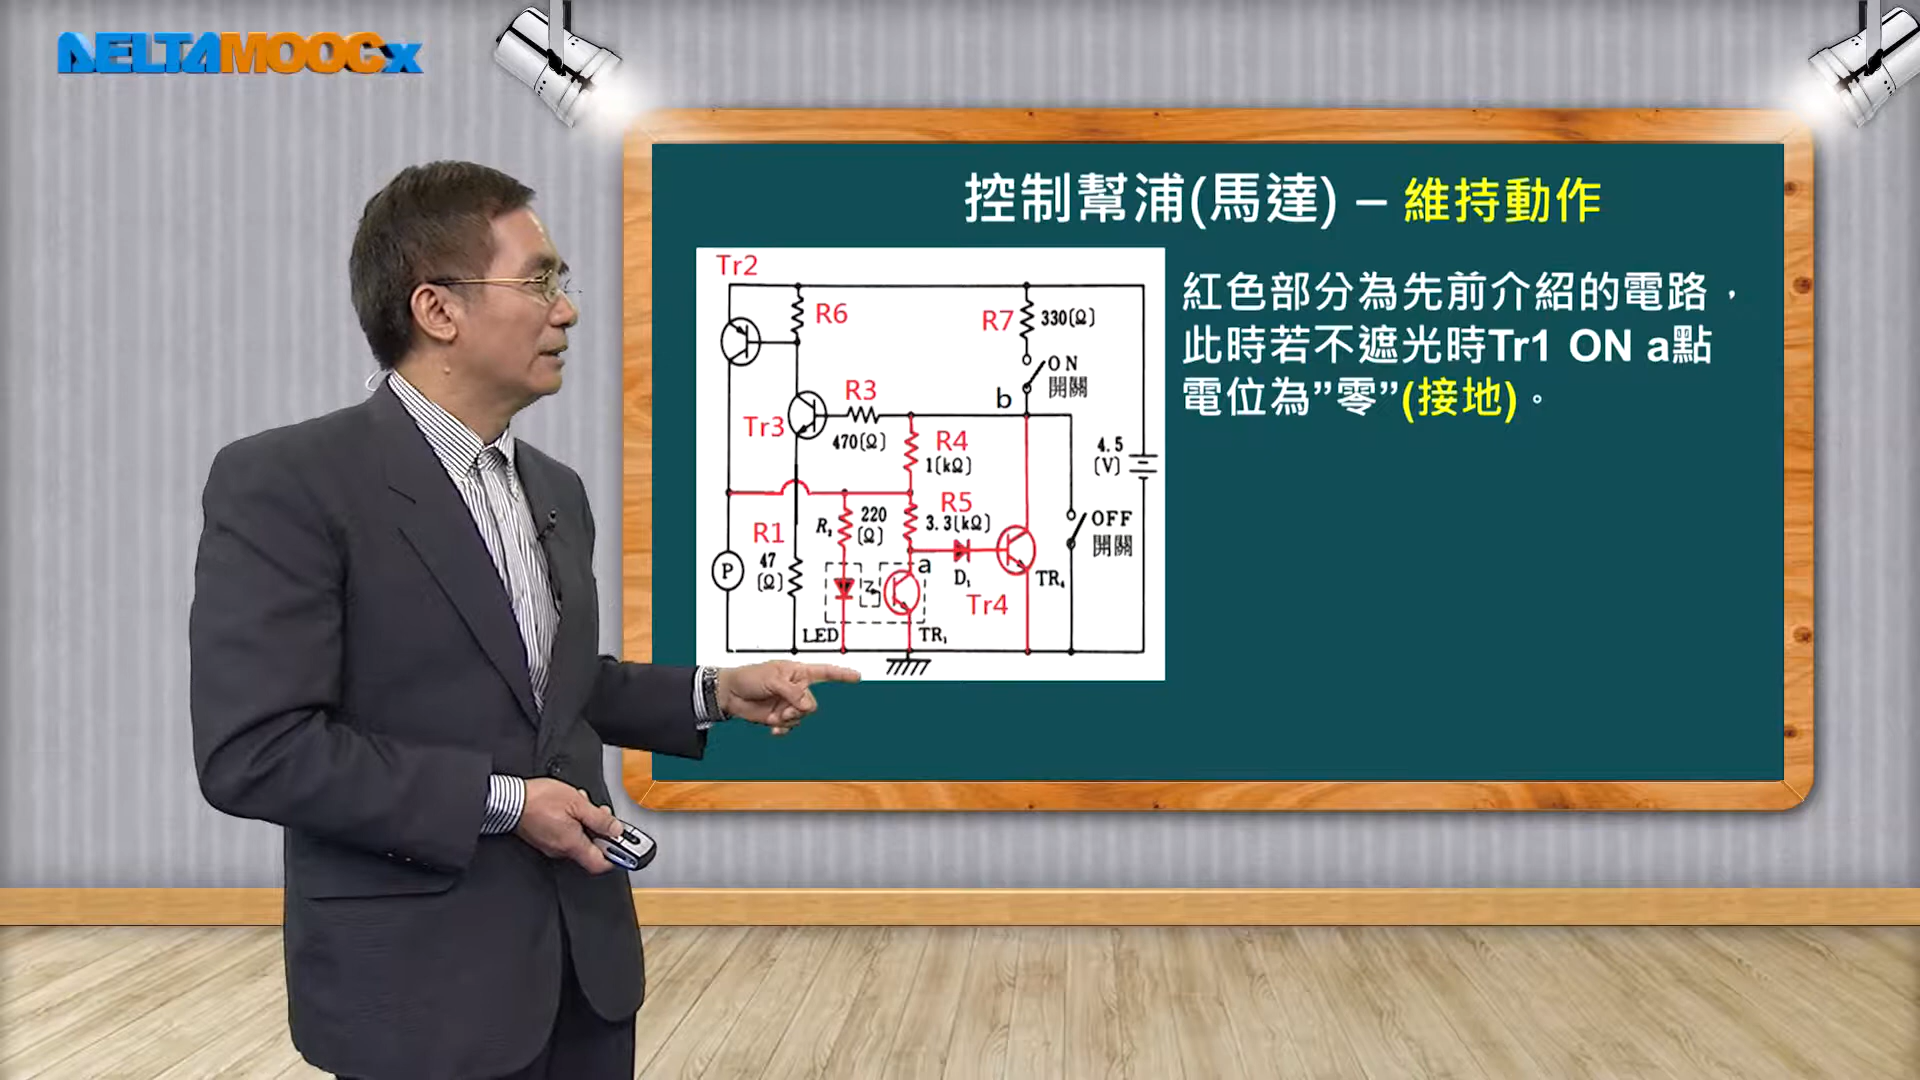 DELTAMOOCx
控制幫浦(馬達) – 維持動作
紅色部分為先前介紹的電路，
此時若不遮光時Tr1 ON a點
電位為”零”(接地)。
Tr2
R6
R7
330(Ω)
ON
開關
b
R3
Tr3
470(Ω)
R4
1(kΩ)
4.5
(V)
R5
3.3(kΩ)
220
(Ω)
R1
47
(Ω)
OFF
開關
P
a
D₁
TR₄
Tr4
LED
TR₁